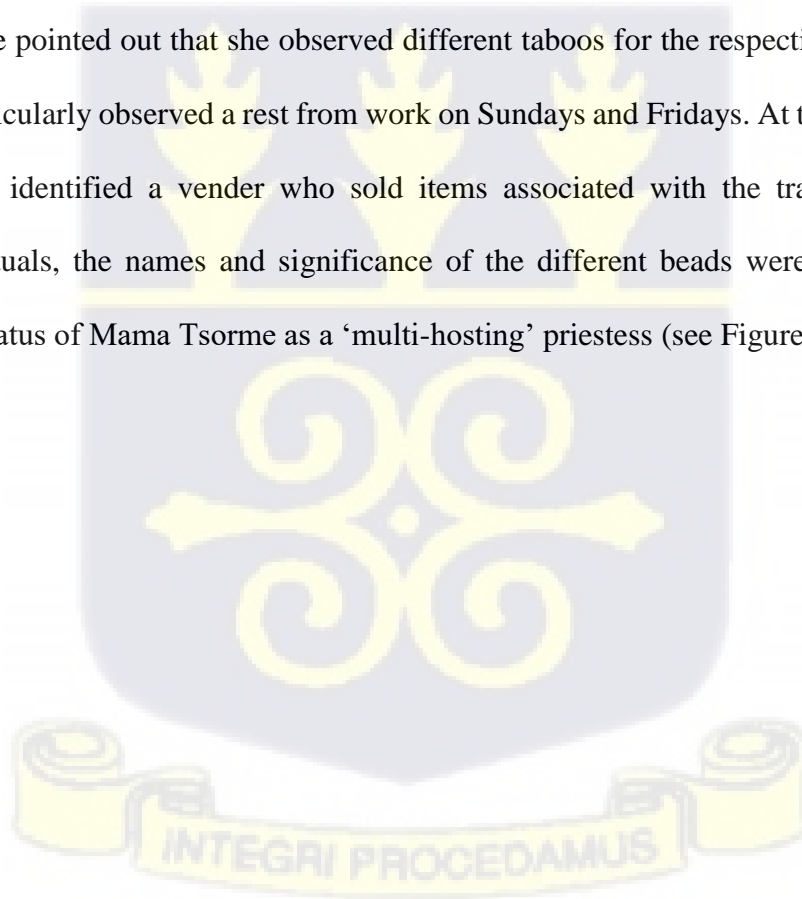 pointed out that she observed different taboos for the respecti
cularly observed a rest from work on Sundays and Fridays. At
identified a vender who sold items associated with the tra
uals, the names and significance of the different beads were
atus of Mama Tsorme as a ‘multi-hosting’ priestess (see Figure
INTEGRI PROCEDAMUS